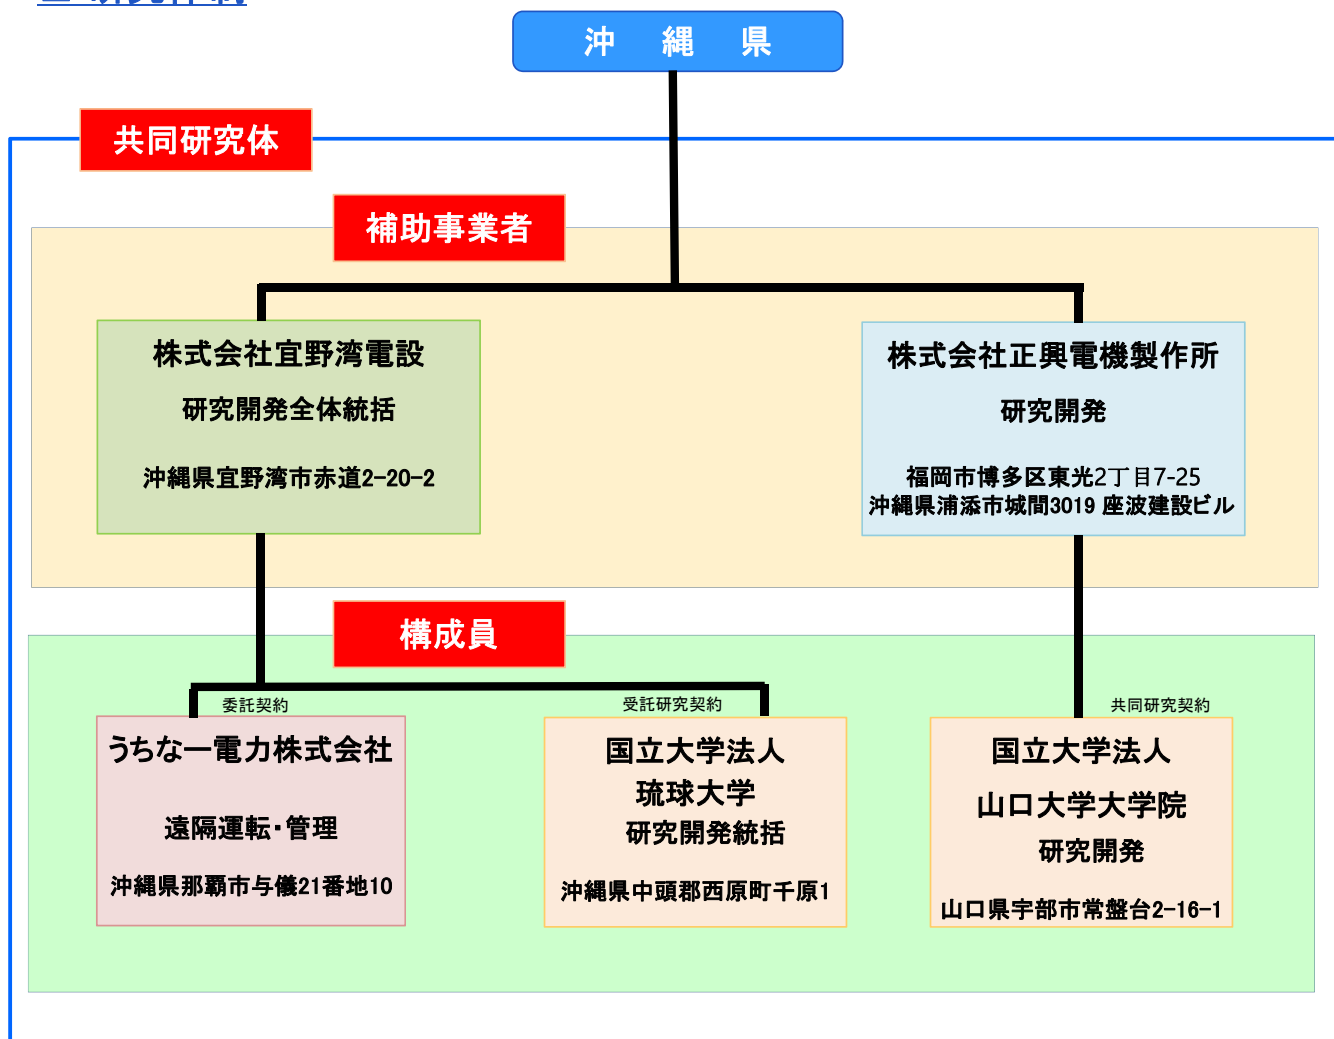 沖 縄 県
共同研究体
補助事業者
株式会社宜野湾電設
研究開発全体統括
沖縄県宜野湾市赤道2-20-2
株式会社正興電機製作所
研究開発
福岡市博多区東光2丁目7-25
沖縄県浦添市城間3019 座波建設ビル
構成員
委託契約
うちなー電力株式会社
遠隔運転・管理
沖縄県那覇市与儀21番地10
受託研究契約
国立大学法人
琉球大学
研究開発統括
沖縄県中頭郡西原町千原1
共同研究契約
国立大学法人
山口大学大学院
研究開発
山口県宇部市常盤台2-16-1